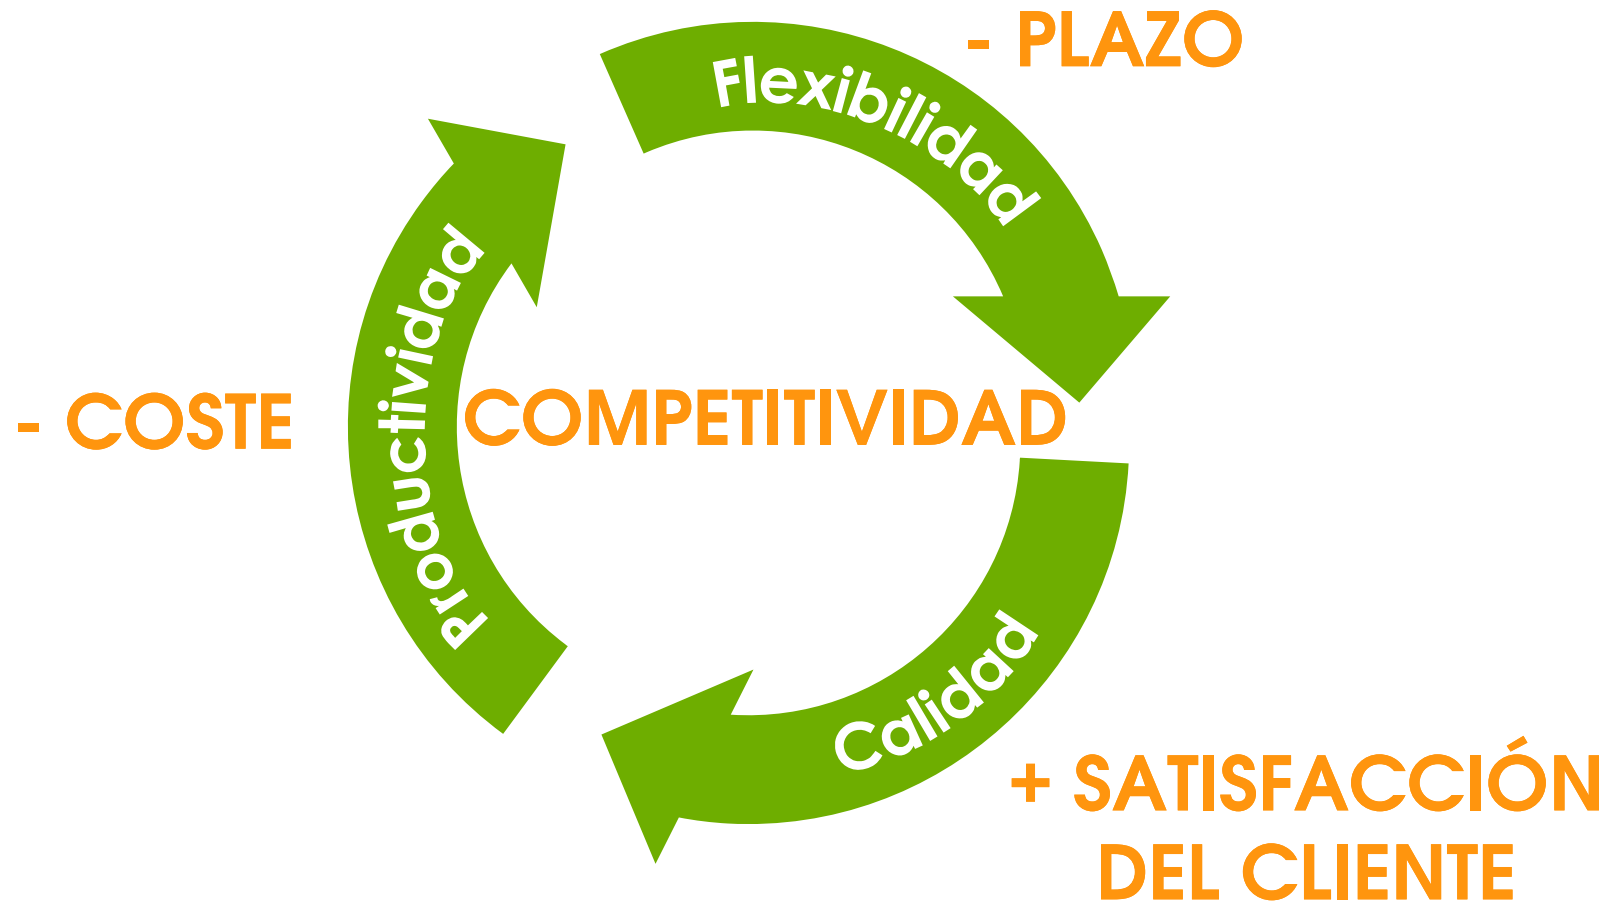 - PLAZO
Flexibilidad
Productividad
- COSTE
COMPETITIVIDAD
Calidad
+ SATISFACCIÓN
DEL CLIENTE